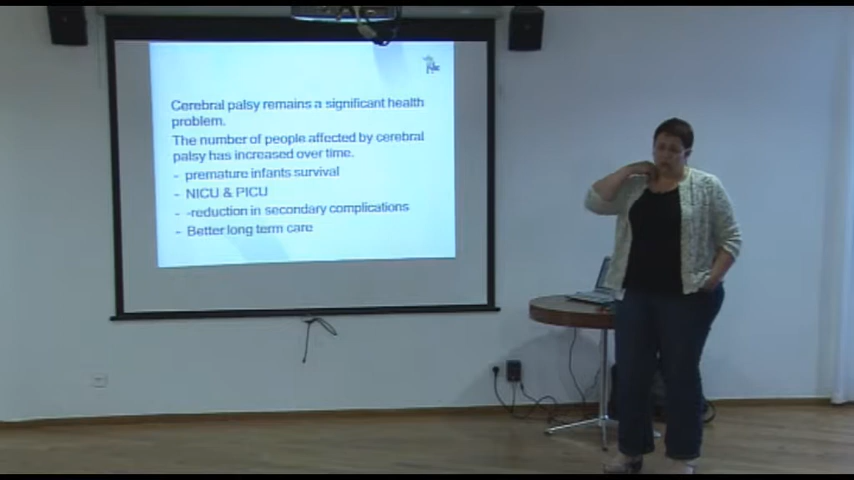 Cerebral palsy remains a significant health
problem.
The number of people affected by cerebral
palsy has increased over time.
- premature infants survival
- NICU & PICU
- -reduction in secondary complications
- Better long term care